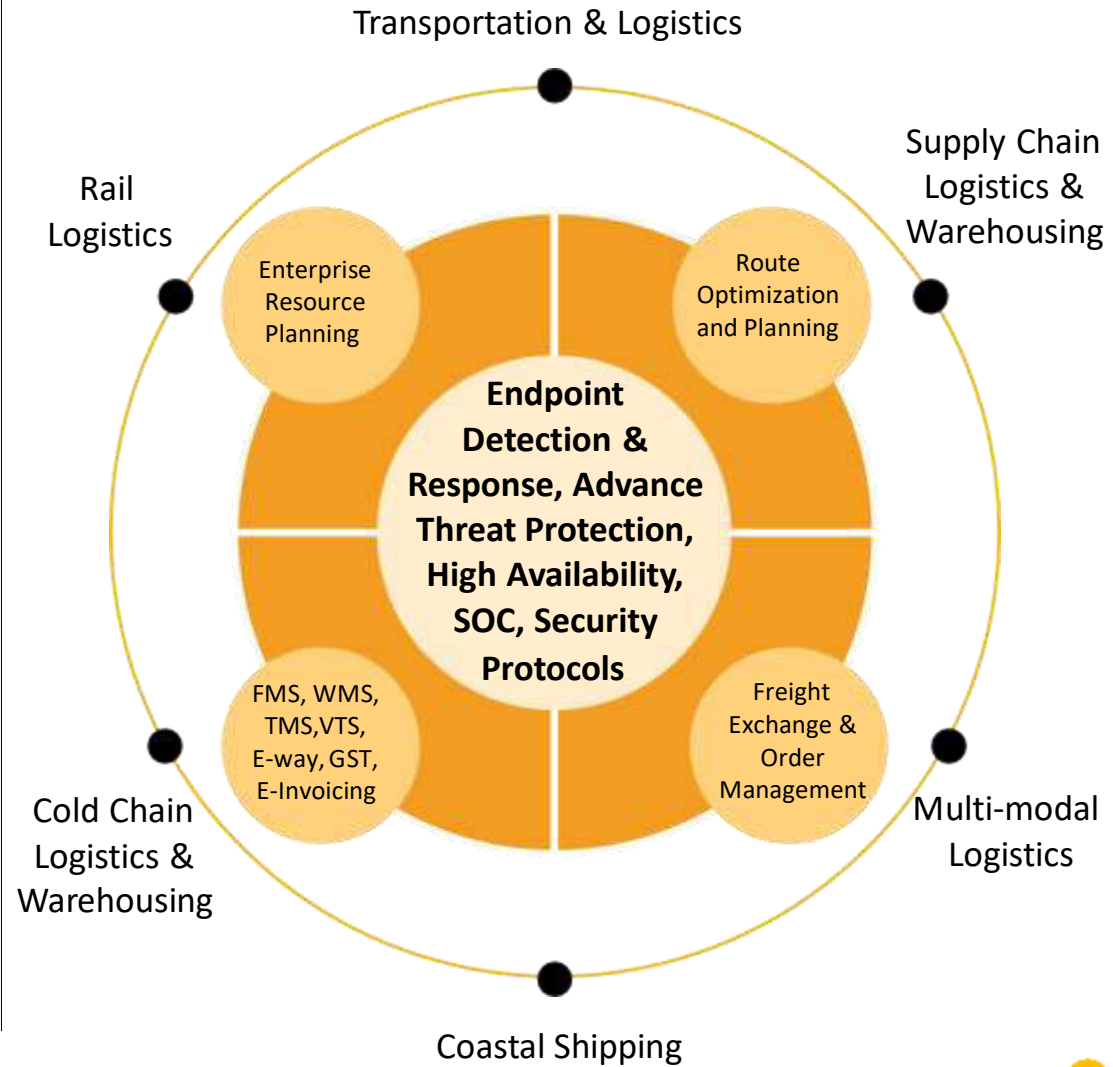 Transportation & Logistics
Supply Chain
Logistics &
Warehousing
Rail
Logistics
Enterprise
Resource
Planning
Route
Optimization
and Planning
Endpoint
Detection &
Response, Advance
Threat Protection,
High Availability,
SOC, Security
Protocols
FMS, WMS,
TMS,VTS,
E-way, GST,
E-Invoicing
Freight
Exchange &
Order
Management
Cold Chain
Logistics &
Warehousing
Multi-modal
Logistics
Coastal Shipping